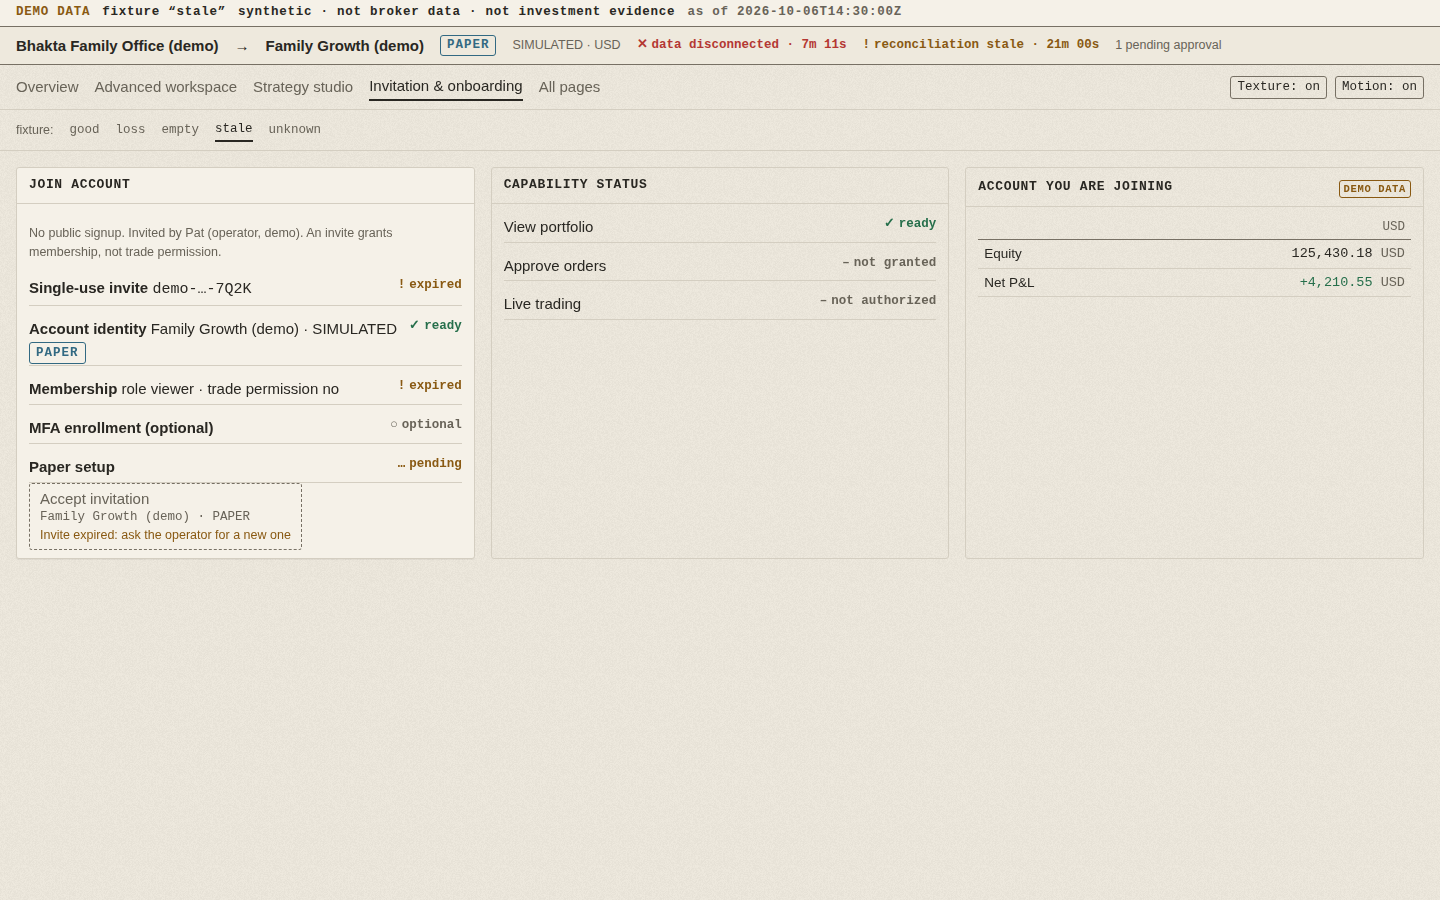 DEMO DATA fixture “stale” synthetic · not broker data · not investment evidence as of 2026-10-06T14:30:00Z
Bhakta Family Office (demo) → Family Growth (demo) PAPER SIMULATED · USD ✕ data disconnected · 7m 11s ! reconciliation stale · 21m 00s 1 pending approval
Overview Advanced workspace Strategy studio Invitation & onboarding All pages Texture: on Motion: on
fixture: good loss empty stale unknown
JOIN ACCOUNT
No public signup. Invited by Pat (operator, demo). An invite grants
membership, not trade permission.
Single-use invite demo-…-7Q2K ! expired
Account identity Family Growth (demo) · SIMULATED ✓ ready
PAPER
Membership role viewer · trade permission no ! expired
MFA enrollment (optional) ○ optional
Paper setup … pending
Accept invitation
Family Growth (demo) · PAPER
Invite expired: ask the operator for a new one
CAPABILITY STATUS
View portfolio ✓ ready
Approve orders – not granted
Live trading – not authorized
ACCOUNT YOU ARE JOINING DEMO DATA
USD
Equity 125,430.18 USD
Net P&L +4,210.55 USD